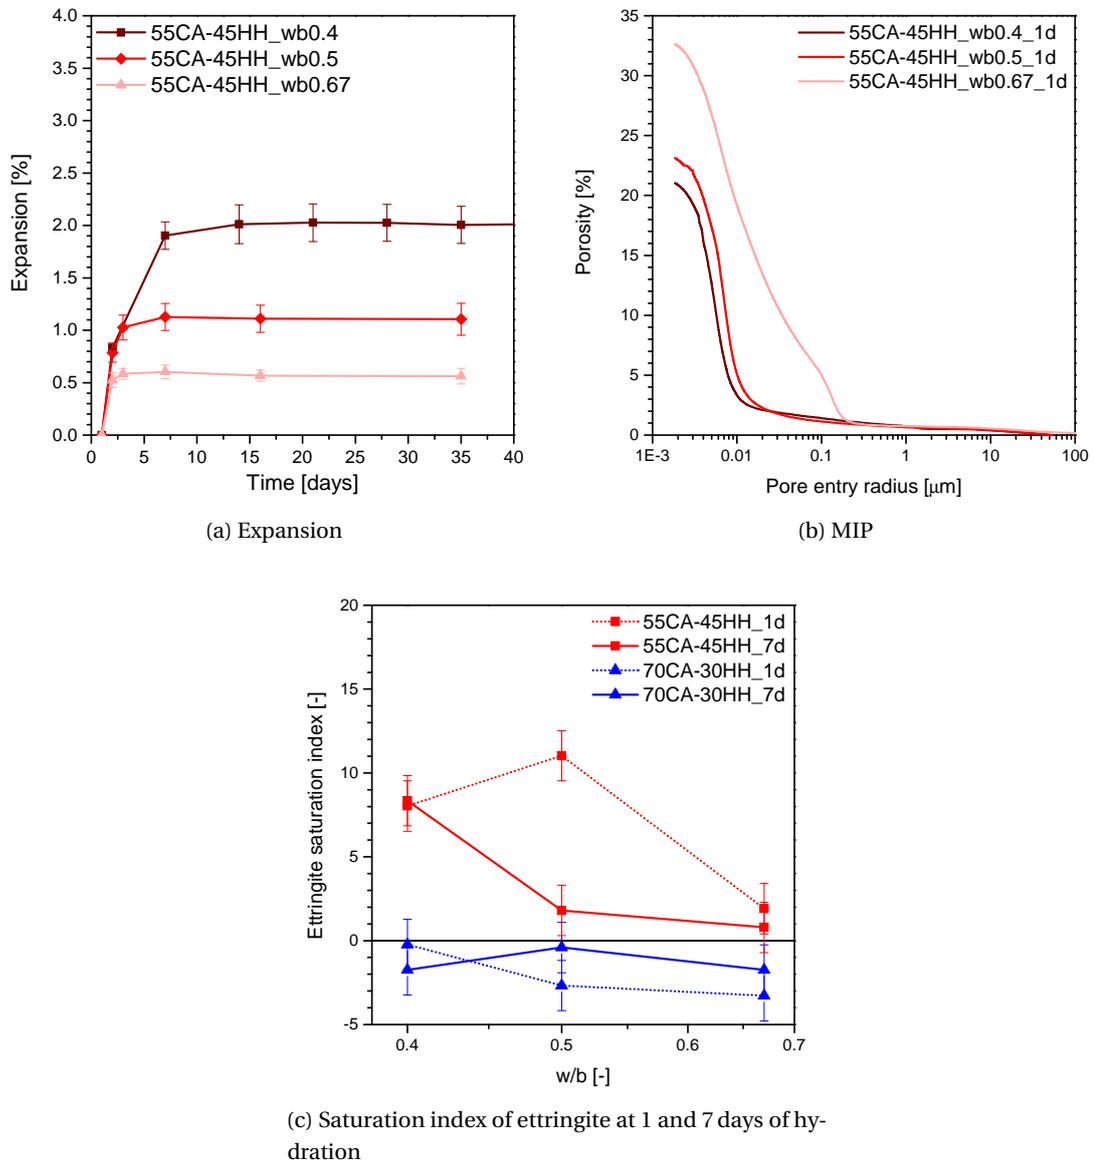 4.0
3.5
3.0
2.5
2.0
1.5
1.0
0.5
0.0
0 5 10 15 20 25 30 35 40
Expansion [%]
Time [days]
55CA-45HH_wb0.4
55CA-45HH_wb0.5
55CA-45HH_wb0.67
(a) Expansion
35
30
25
20
15
10
5
0
1E-3 0.01 0.1 1 10 100
Porosity [%]
Pore entry radius [μm]
55CA-45HH_wb0.4_1d
55CA-45HH_wb0.5_1d
55CA-45HH_wb0.67_1d
(b) MIP
20
15
10
5
0
-5
0.4 0.5 0.6 0.7
Ettringite saturation index [-]
w/b [-]
55CA-45HH_1d
55CA-45HH_7d
70CA-30HH_1d
70CA-30HH_7d
(c) Saturation index of ettringite at 1 and 7 days of hy-
dration